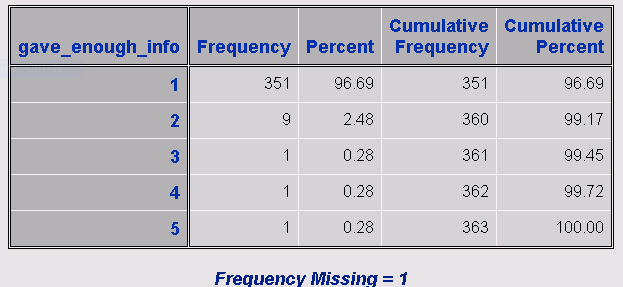 Cumulative Cumulative
gave_enough_info Frequency Percent Frequency Percent
1 351 96.69 351 96.69
2 9 2.48 360 99.17
3 1 0.28 361 99.45
4 1 0.28 362 99.72
5 1 0.28 363 100.00
Frequency Missing = 1